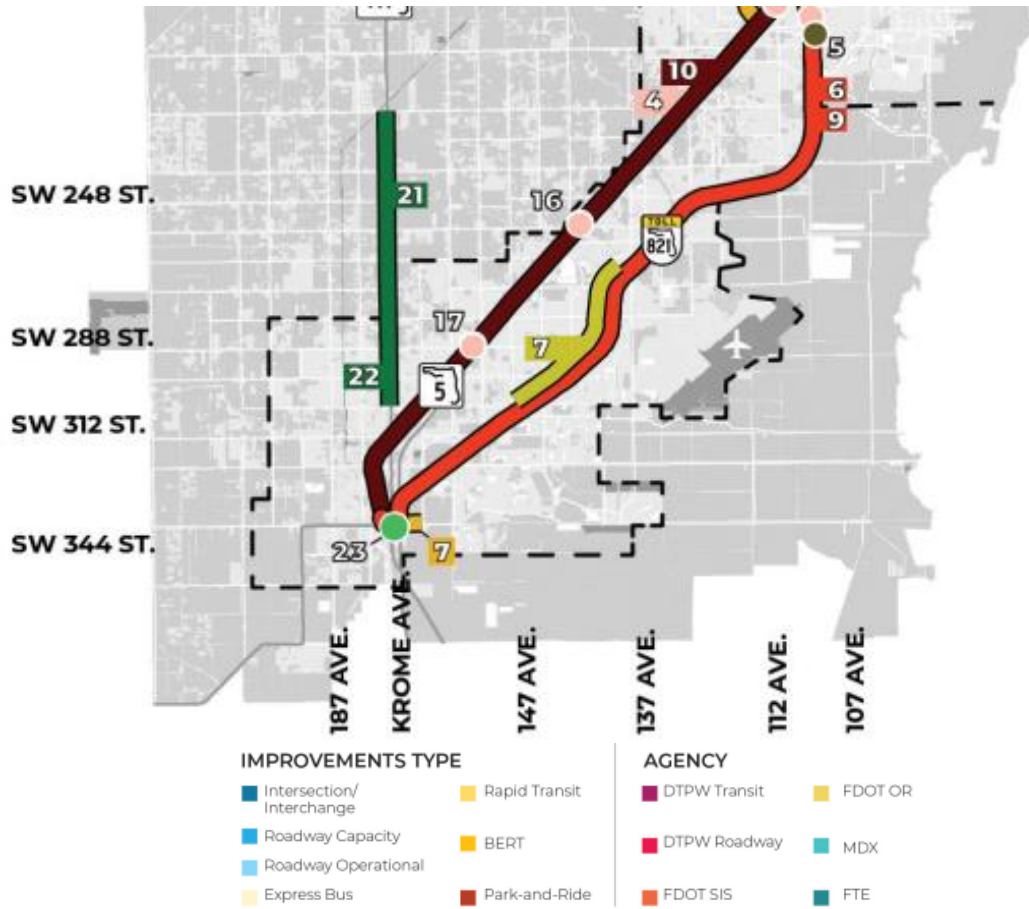 5
10
6
4
9
SW 248 ST.
21
16
TOLL
821
17
SW 288 ST.
7
22
5
SW 312 ST.
SW 344 ST.
23
7
187 AVE.
KROME AVE.
147 AVE.
137 AVE.
112 AVE.
107 AVE.
IMPROVEMENTS TYPE
Intersection/
Interchange
Roadway Capacity
Roadway Operational
Express Bus
Rapid Transit
BERT
Park-and-Ride
AGENCY
DTPW Transit
DTPW Roadway
FDOT SIS
FDOT OR
MDX
FTE